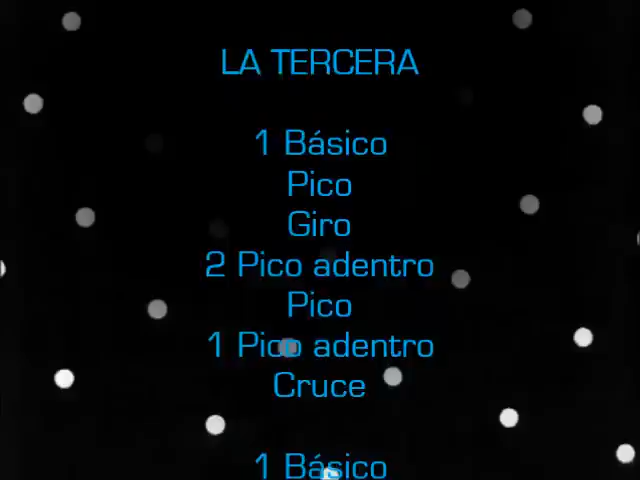 LA TERCERA
1 Básico
Pico
Giro
2 Pico adentro
Pico
1 Pico adentro
Cruce
1 Básico